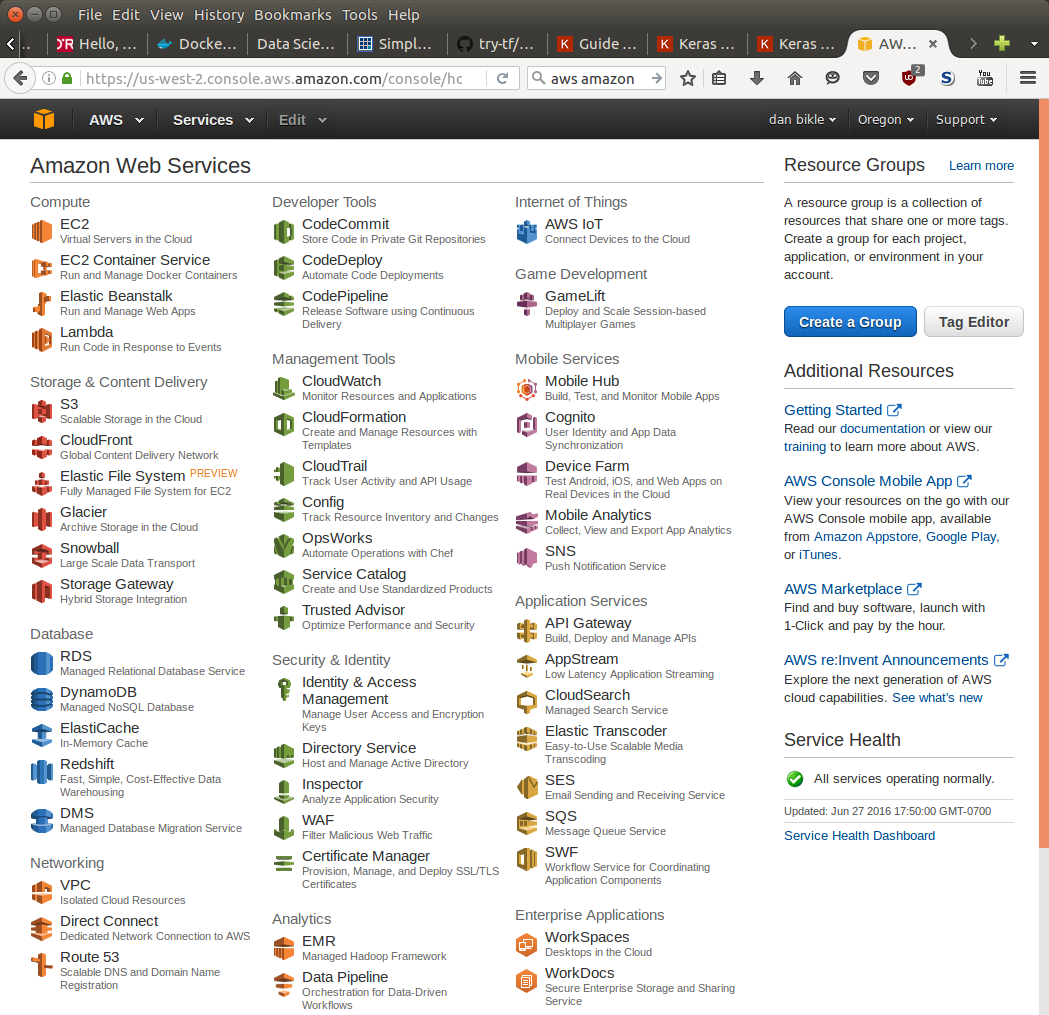 File Edit View History Bookmarks Tools Help
Hello, ... Docke... Data Scie... Simpl... try-tf/... Guide ... Keras ... Keras ... AW...
https://us-west-2.console.aws.amazon.com/console/hc aws amazon 2
AWS Services Edit dan bikle Oregon Support
Amazon Web Services
Compute
EC2
Virtual Servers in the Cloud
EC2 Container Service
Run and Manage Docker Containers
Elastic Beanstalk
Run and Manage Web Apps
Lambda
Run Code in Response to Events
Storage & Content Delivery
S3
Scalable Storage in the Cloud
CloudFront
Global Content Delivery Network
Elastic File System PREVIEW
Fully Managed File System for EC2
Glacier
Archive Storage in the Cloud
Snowball
Large Scale Data Transport
Storage Gateway
Hybrid Storage Integration
Database
RDS
Managed Relational Database Service
DynamoDB
Managed NoSQL Database
ElastiCache
In-Memory Cache
Redshift
Fast, Simple, Cost-Effective Data
Warehousing
DMS
Managed Database Migration Service
Networking
VPC
Isolated Cloud Resources
Direct Connect
Dedicated Network Connection to AWS
Route 53
Scalable DNS and Domain Name
Registration
Developer Tools
CodeCommit
Store Code in Private Git Repositories
CodeDeploy
Automate Code Deployments
CodePipeline
Release Software using Continuous
Delivery
Management Tools
CloudWatch
Monitor Resources and Applications
CloudFormation
Create and Manage Resources with
Templates
CloudTrail
Track User Activity and API Usage
Config
Track Resource Inventory and Changes
OpsWorks
Automate Operations with Chef
Service Catalog
Create and Use Standardized Products
Trusted Advisor
Optimize Performance and Security
Security & Identity
Identity & Access
Management
Manage User Access and Encryption
Keys
Directory Service
Host and Manage Active Directory
Inspector
Analyze Application Security
WAF
Filter Malicious Web Traffic
Certificate Manager
Provision, Manage, and Deploy SSL/TLS
Certificates
Analytics
EMR
Managed Hadoop Framework
Data Pipeline
Orchestration for Data-Driven
Workflows
Internet of Things
AWS IoT
Connect Devices to the Cloud
Game Development
GameLift
Deploy and Scale Session-based
Multiplayer Games
Mobile Services
Mobile Hub
Build, Test, and Monitor Mobile Apps
Cognito
User Identity and App Data
Synchronization
Device Farm
Test Android, iOS, and Web Apps on
Real Devices in the Cloud
Mobile Analytics
Collect, View and Export App Analytics
SNS
Push Notification Service
Application Services
API Gateway
Build, Deploy and Manage APIs
AppStream
Low Latency Application Streaming
CloudSearch
Managed Search Service
Elastic Transcoder
Easy-to-Use Scalable Media
Transcoding
SES
Email Sending and Receiving Service
SQS
Message Queue Service
SWF
Workflow Service for Coordinating
Application Components
Enterprise Applications
WorkSpaces
Desktops in the Cloud
WorkDocs
Secure Enterprise Storage and Sharing
Service
Resource Groups Learn more
A resource group is a collection of
resources that share one or more tags.
Create a group for each project,
application, or environment in your
account.
Create a Group Tag Editor
Additional Resources
Getting Started
Read our documentation or view our
training to learn more about AWS.
AWS Console Mobile App
View your resources on the go with our
AWS Console mobile app, available
from Amazon Appstore, Google Play,
or iTunes.
AWS Marketplace
Find and buy software, launch with
1-Click and pay by the hour.
AWS re:Invent Announcements
Explore the next generation of AWS
cloud capabilities. See what's new
Service Health
All services operating normally.
Updated: Jun 27 2016 17:50:00 GMT-0700
Service Health Dashboard